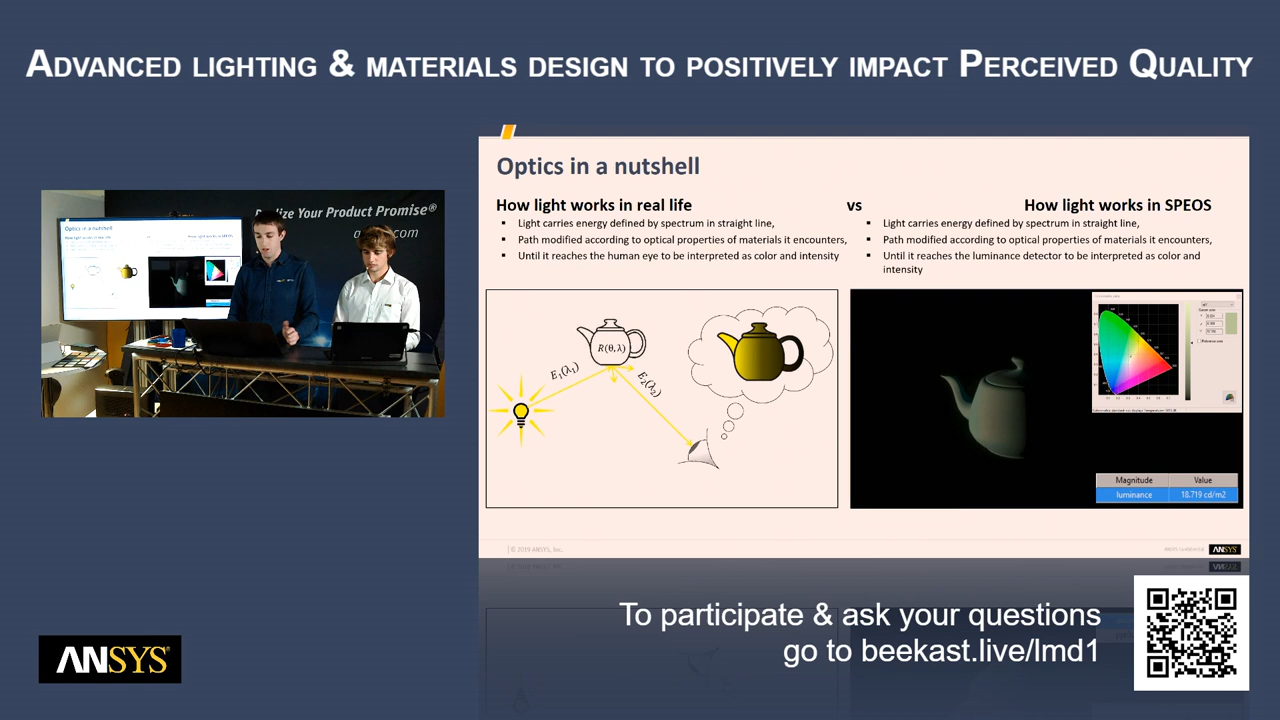 ADVANCED LIGHTING & MATERIALS DESIGN TO POSITIVELY IMPACT PERCEIVED QUALITY
Realize Your Product Promise®
Optics in a nutshell
How light works in real life vs How light works in SPEOS
▪ Light carries energy defined by spectrum in straight line,
▪ Path modified according to optical properties of materials it encounters,
▪ Until it reaches the human eye to be interpreted as color and intensity
▪ Light carries energy defined by spectrum in straight line,
▪ Path modified according to optical properties of materials it encounters,
▪ Until it reaches the luminance detector to be interpreted as color and
intensity
R(θ,λ)
E₁(λ₁)
E₂(λ₂)
Magnitude Value
luminance 18.719 cd/m2
© 2019 ANSYS, Inc.
ANSYS Confidential
ANSYS
To participate & ask your questions
go to beekast.live/lmd1
ANSYS®